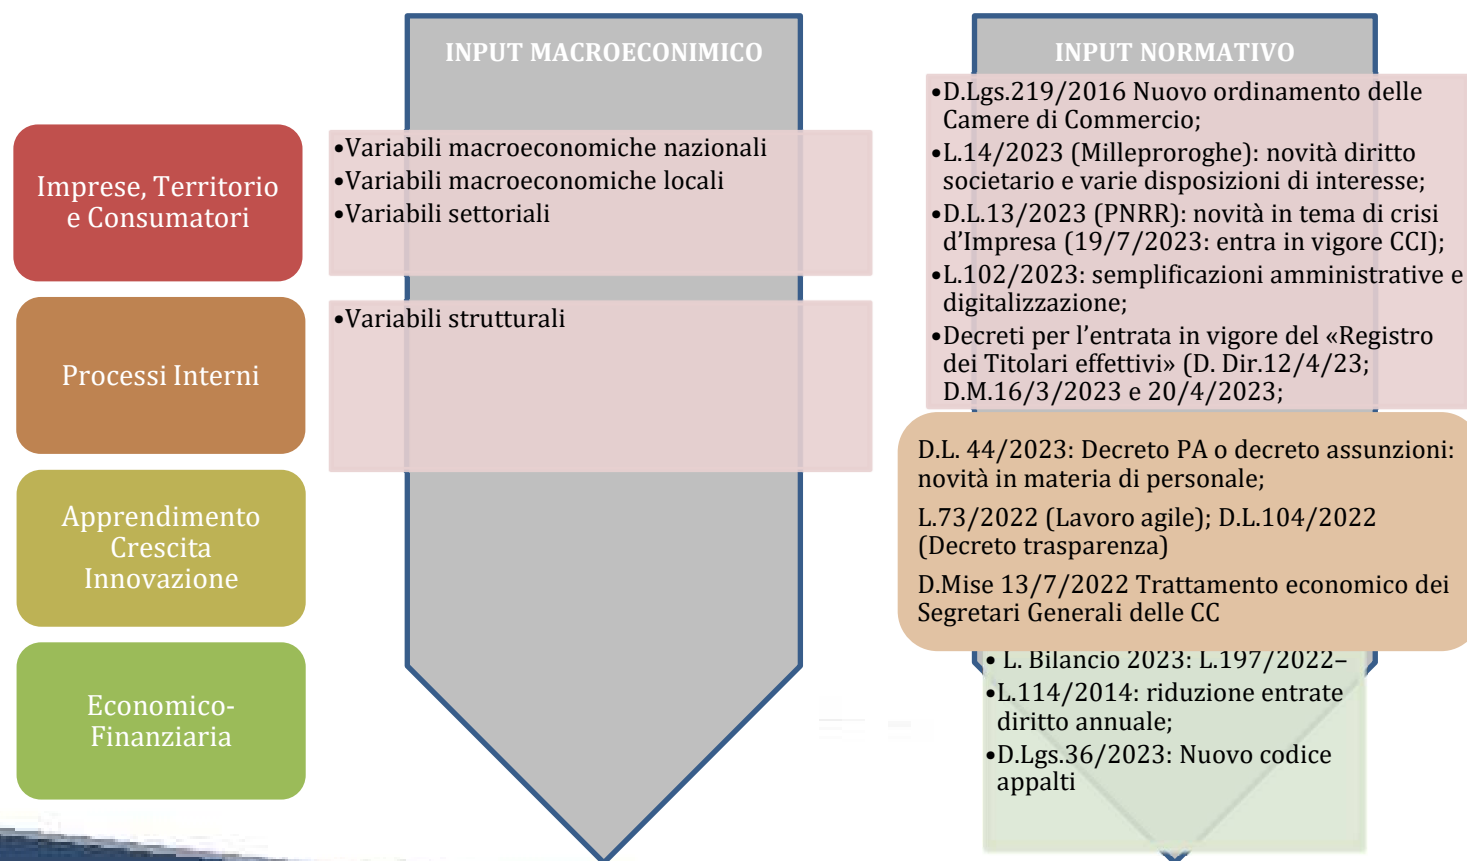 INPUT MACROECONIMICO
INPUT NORMATIVO
Imprese, Territorio
e Consumatori
•Variabili macroeconomiche nazionali
•Variabili macroeconomiche locali
•Variabili settoriali
•D.Lgs.219/2016 Nuovo ordinamento delle
Camere di Commercio;
•L.14/2023 (Milleproroghe): novità diritto
societario e varie disposizioni di interesse;
•D.L.13/2023 (PNRR): novità in tema di crisi
d’Impresa (19/7/2023: entra in vigore CCI);
•L.102/2023: semplificazioni amministrative e
digitalizzazione;
•Decreti per l’entrata in vigore del «Registro
dei Titolari effettivi» (D. Dir.12/4/23;
D.M.16/3/2023 e 20/4/2023;
Processi Interni
•Variabili strutturali
Apprendimento
Crescita
Innovazione
D.L. 44/2023: Decreto PA o decreto assunzioni:
novità in materia di personale;
L.73/2022 (Lavoro agile); D.L.104/2022
(Decreto trasparenza)
D.Mise 13/7/2022 Trattamento economico dei
Segretari Generali delle CC
Economico-
Finanziaria
• L. Bilancio 2023: L.197/2022–
•L.114/2014: riduzione entrate
diritto annuale;
•D.Lgs.36/2023: Nuovo codice
appalti